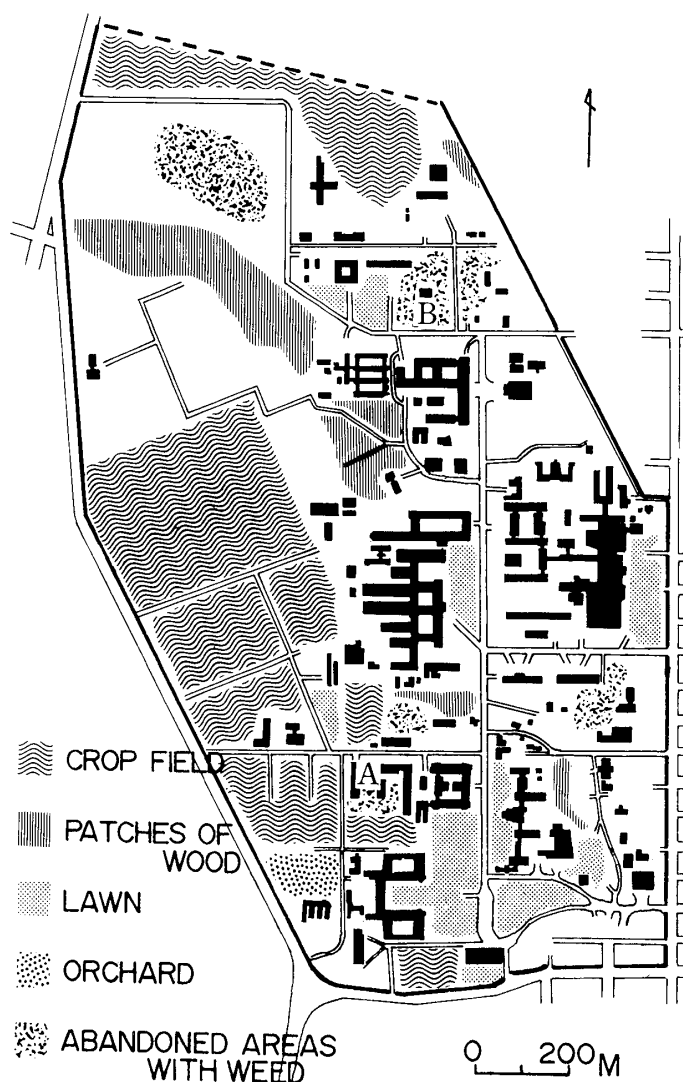 B
A
CROP FIELD
PATCHES OF
WOOD
LAWN
ORCHARD
ABANDONED AREAS
WITH WEED
0 200M